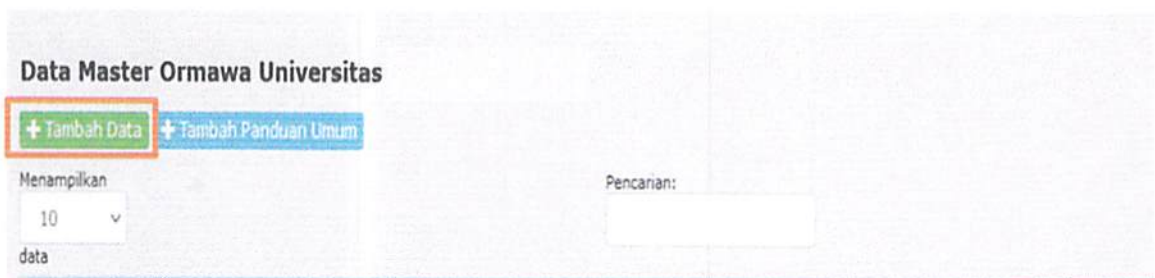 Data Master Ormawa Universitas
+ Tambah Data + Tambah Panduan Umum
Menampilkan Pencarian:
10
data